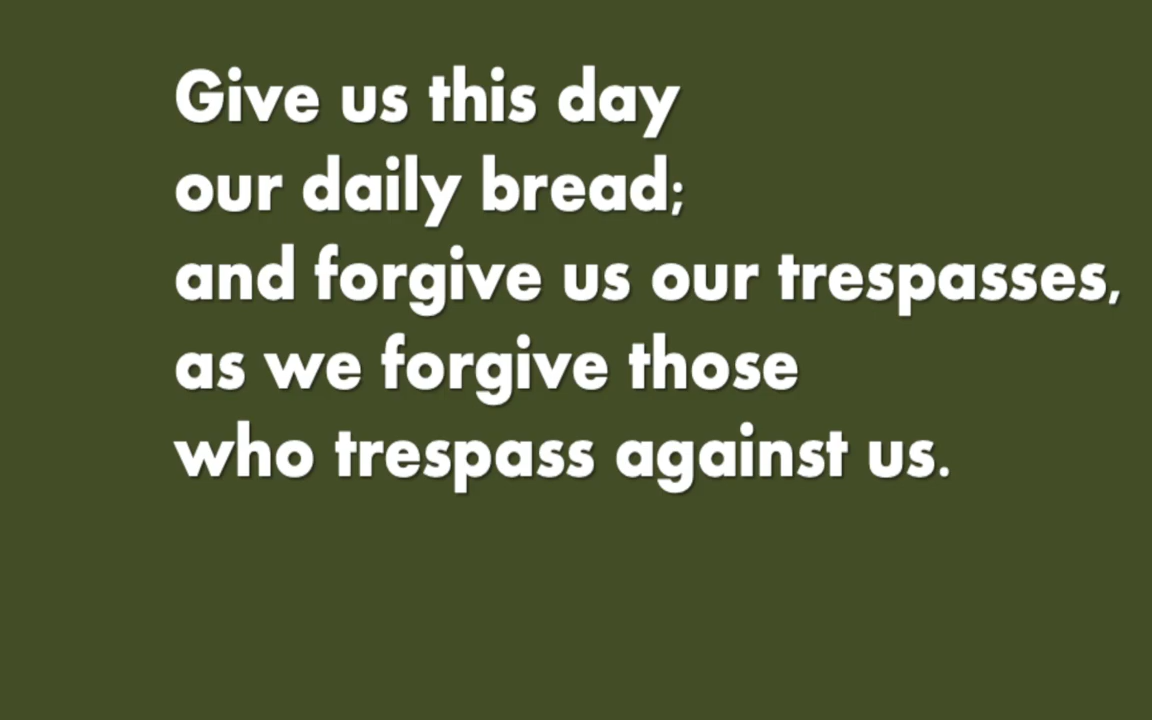 Give us this day
our daily bread;
and forgive us our trespasses,
as we forgive those
who trespass against us.